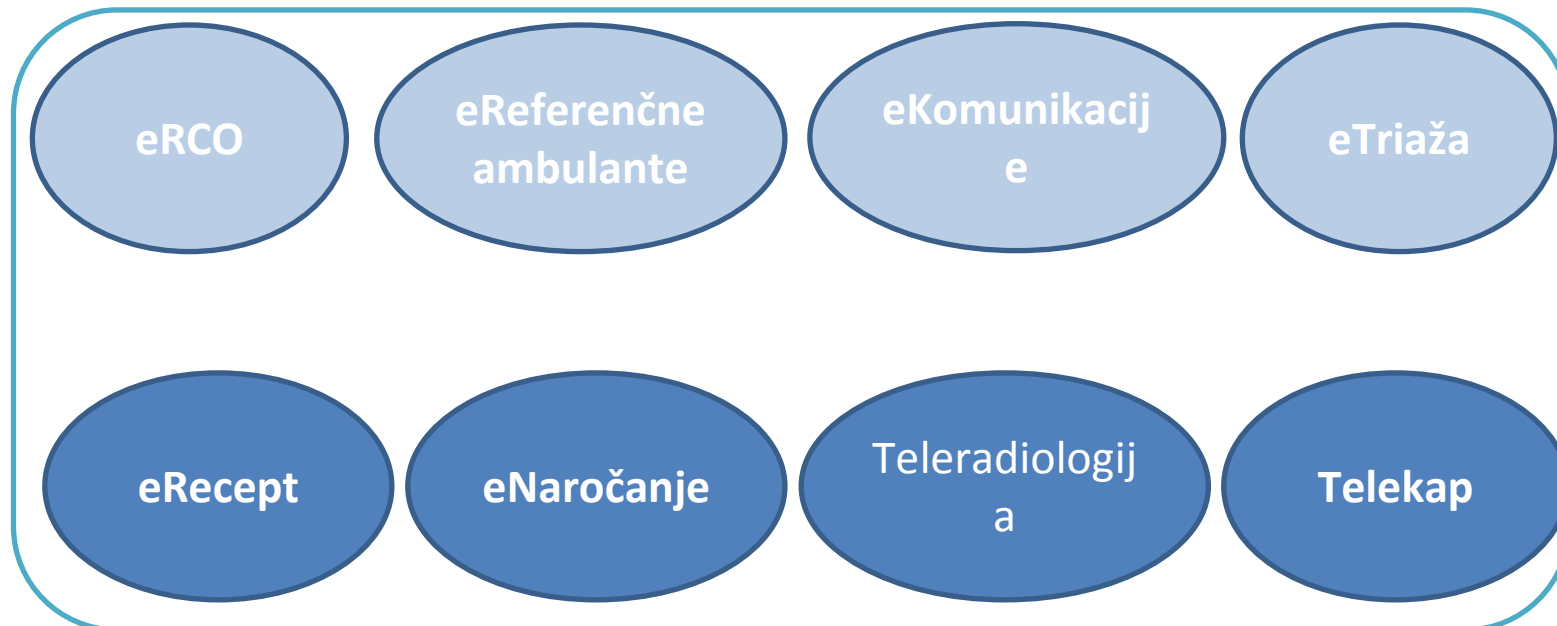 eRCO
eReferenčne
ambulante
eKomunikacij
e
eTriaža
eRecept
eNaročanje
Teleradiologij
a
Telekap